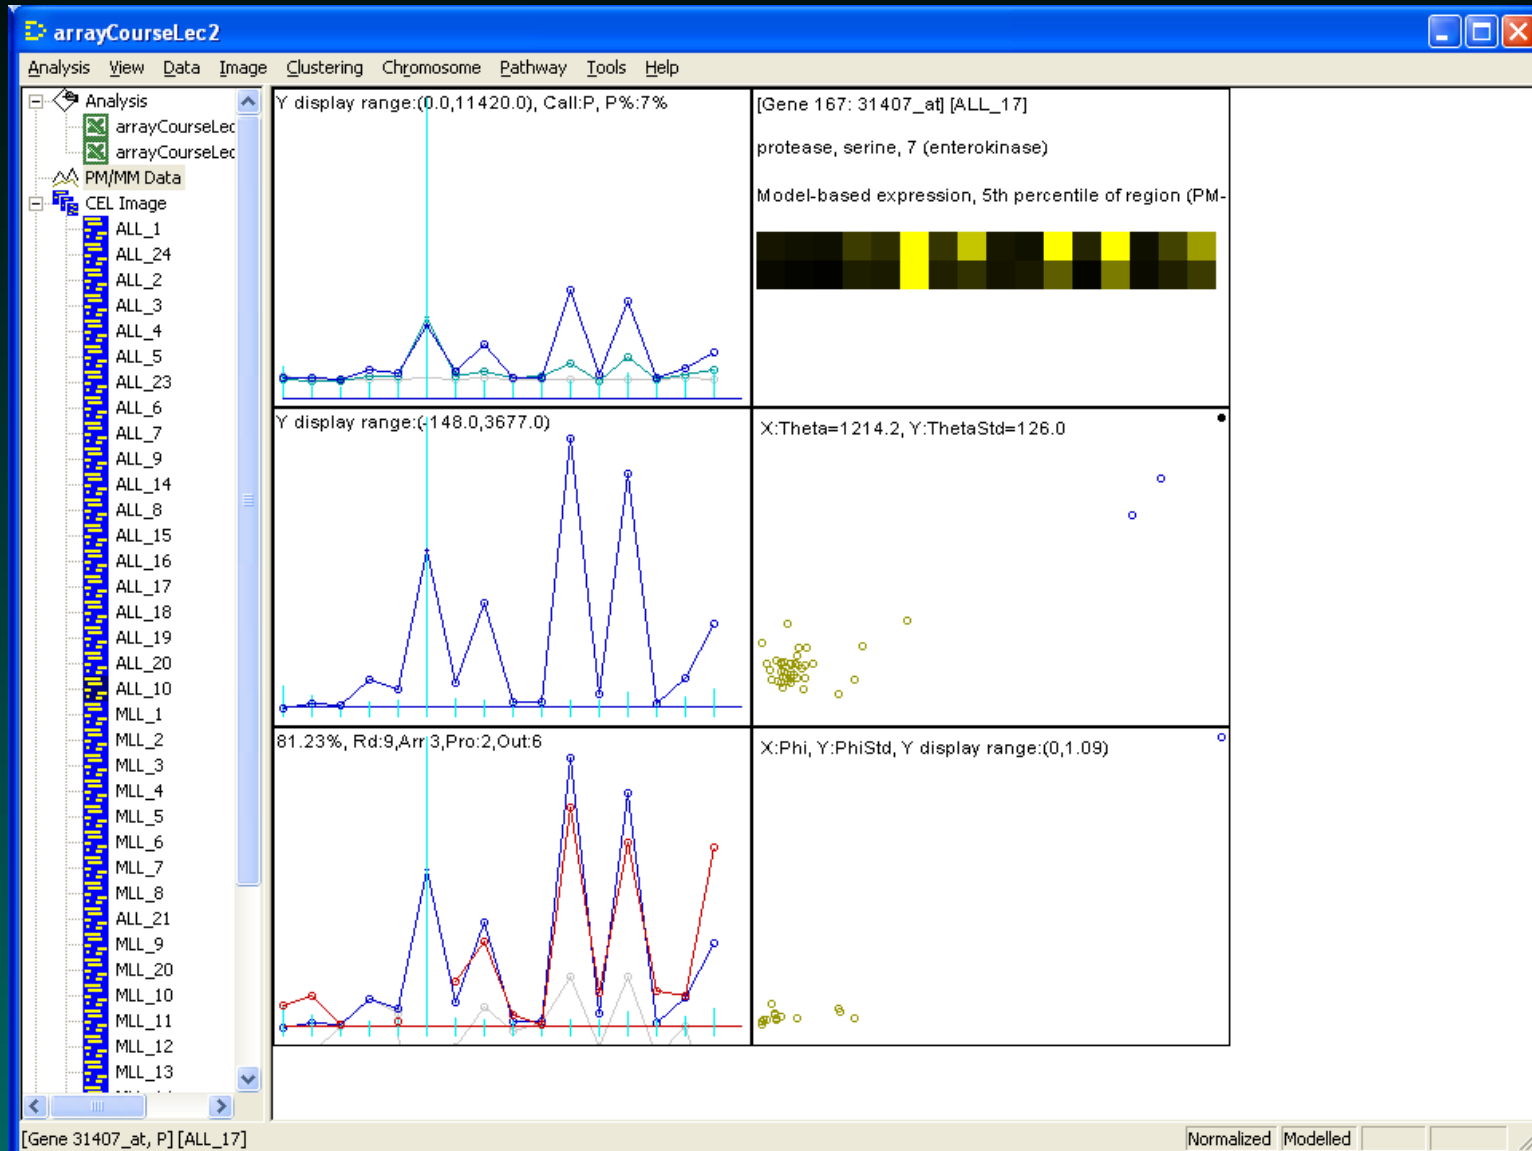 arrayCourseLec2
Analysis View Data Image Clustering Chromosome Pathway Tools Help
Analysis
arrayCourseLec
arrayCourseLec
PM/MM Data
CEL Image
ALL_1
ALL_24
ALL_2
ALL_3
ALL_4
ALL_5
ALL_23
ALL_6
ALL_7
ALL_9
ALL_14
ALL_8
ALL_15
ALL_16
ALL_17
ALL_18
ALL_19
ALL_20
ALL_10
MLL_1
MLL_2
MLL_3
MLL_4
MLL_5
MLL_6
MLL_7
MLL_8
ALL_21
MLL_9
MLL_20
MLL_10
MLL_11
MLL_12
MLL_13
Y display range:(0.0,11420.0), Call:P, P%:7%
[Gene 167: 31407_at] [ALL_17]
protease, serine, 7 (enterokinase)
Model-based expression, 5th percentile of region (PM-
Y display range:(-148.0,3677.0)
X:Theta=1214.2, Y:ThetaStd=126.0
81.23%, Rd:9,Arr:3,Pro:2,Out:6
X:Phi, Y:PhiStd, Y display range:(0,1.09)
[Gene 31407_at, P] [ALL_17]
Normalized Modelled